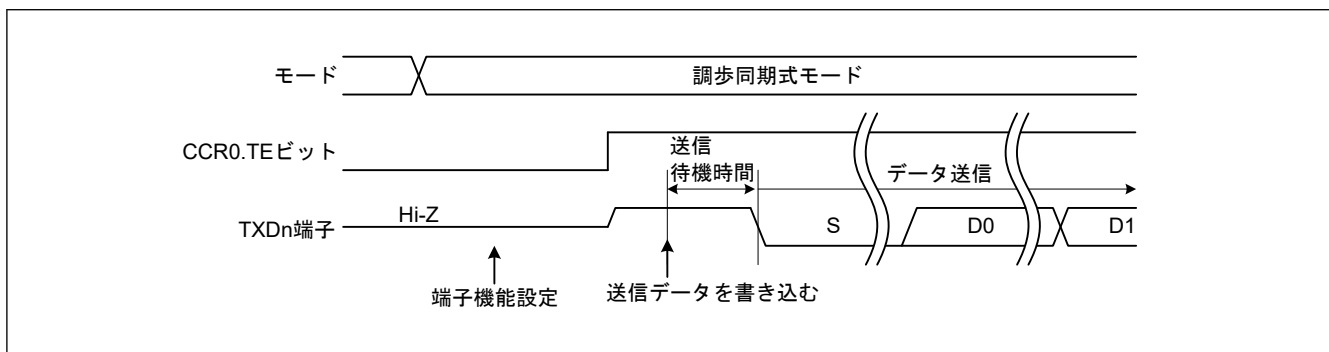 モード
調歩同期式モード
CCR0.TEビット
送信
待機時間
データ送信
TXDn端子
Hi-Z
S
D0
D1
端子機能設定
送信データを書き込む